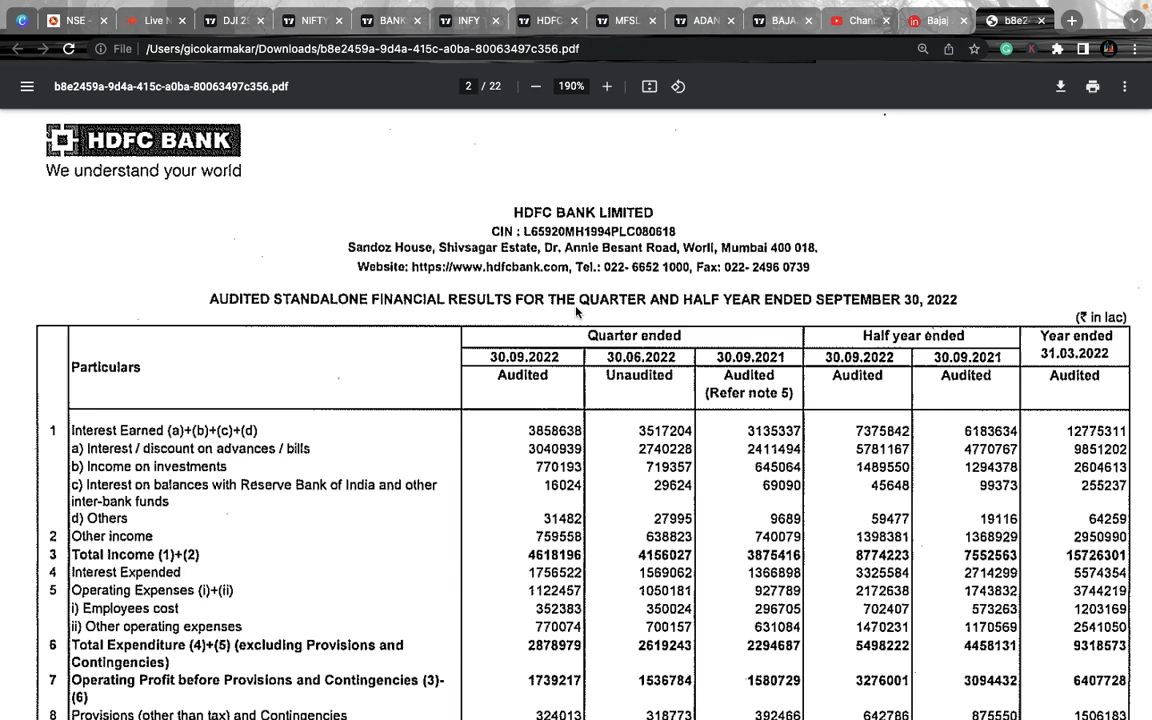 NSE -
Live N
DJI 29
NIFTY
BANK
INFY
HDFC
MFSL
ADAN
BAJA
Chan
Bajaj
b8e2
File
/Users/gicokarmakar/Downloads/b8e2459a-9d4a-415c-a0ba-80063497c356.pdf
b8e2459a-9d4a-415c-a0ba-80063497c356.pdf
2 / 22
190%
HDFC BANK
We understand your world
HDFC BANK LIMITED
CIN : L65920MH1994PLC080618
Sandoz House, Shivsagar Estate, Dr. Annie Besant Road, Worli, Mumbai 400 018.
Website: https://www.hdfcbank.com, Tel.: 022- 6652 1000, Fax: 022- 2496 0739
AUDITED STANDALONE FINANCIAL RESULTS FOR THE QUARTER AND HALF YEAR ENDED SEPTEMBER 30, 2022
(₹ in lac)
Particulars
Quarter ended Half year ended Year ended
30.09.2022 30.06.2022 30.09.2021 30.09.2022 30.09.2021 31.03.2022
Audited Unaudited Audited Audited Audited Audited
(Refer note 5)
1 Interest Earned (a)+(b)+(c)+(d) 3858638 3517204 3135337 7375842 6183634 12775311
a) Interest / discount on advances / bills 3040939 2740228 2411494 5781167 4770767 9851202
b) Income on investments 770193 719357 645064 1489550 1294378 2604613
c) Interest on balances with Reserve Bank of India and other 16024 29624 69090 45648 99373 255237
inter-bank funds
d) Others 31482 27995 9689 59477 19116 64259
2 Other income 759558 638823 740079 1398381 1368929 2950990
3 Total Income (1)+(2) 4618196 4156027 3875416 8774223 7552563 15726301
4 Interest Expended 1756522 1569062 1366898 3325584 2714299 5574354
5 Operating Expenses (i)+(ii) 1122457 1050181 927789 2172638 1743832 3744219
i) Employees cost 352383 350024 296705 702407 573263 1203169
ii) Other operating expenses 770074 700157 631084 1470231 1170569 2541050
6 Total Expenditure (4)+(5) (excluding Provisions and 2878979 2619243 2294687 5498222 4458131 9318573
Contingencies)
7 Operating Profit before Provisions and Contingencies (3)- 1739217 1536784 1580729 3276001 3094432 6407728
(6)
8 Provisions (other than tax) and Contingencies 324013 318773 392466 642786 875550 1506183